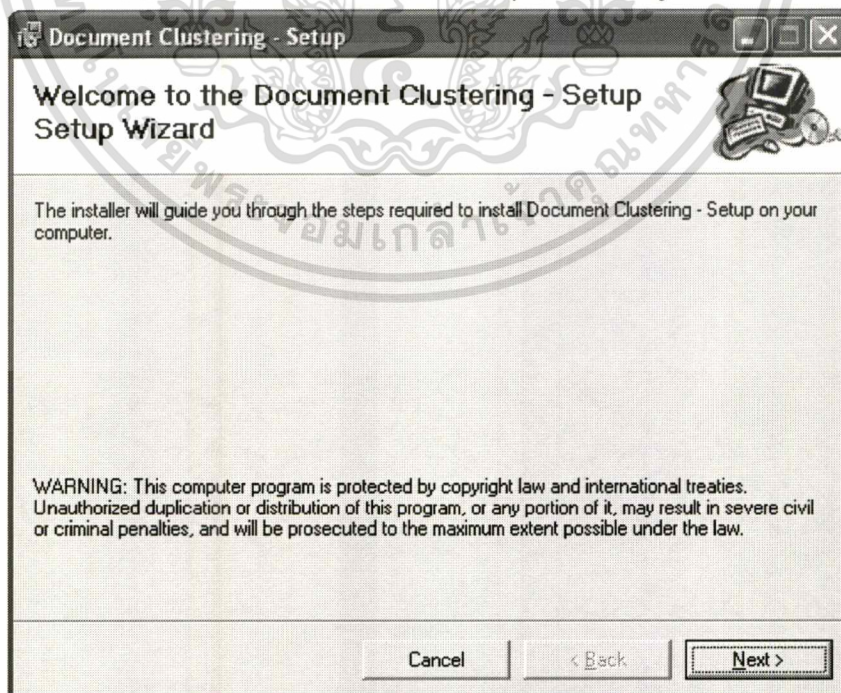 Document Clustering - Setup
Welcome to the Document Clustering - Setup
Setup Wizard
The installer will guide you through the steps required to install Document Clustering - Setup on your
computer.
WARNING: This computer program is protected by copyright law and international treaties.
Unauthorized duplication or distribution of this program, or any portion of it, may result in severe civil
or criminal penalties, and will be prosecuted to the maximum extent possible under the law.
Cancel
< Back
Next >